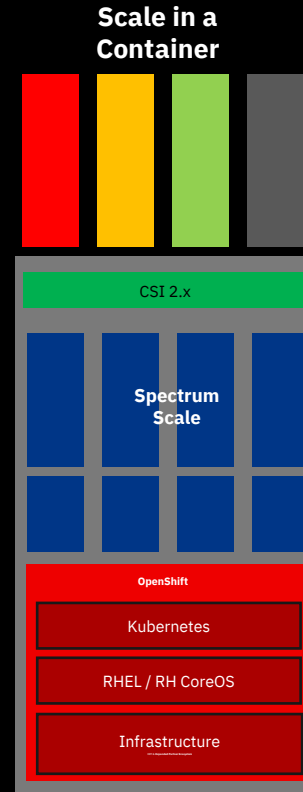 Scale in a
Container
CSI 2.x
Spectrum
Scale
OpenShift
Kubernetes
RHEL / RH CoreOS
Infrastructure